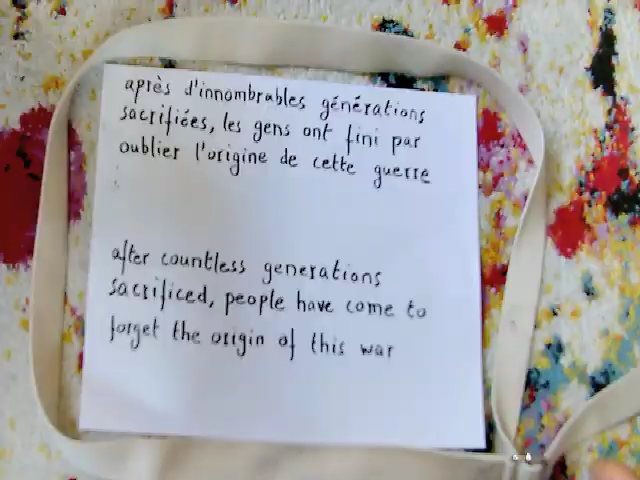 après d'innombrables générations
sacrifiées, les gens ont fini par
oublier l'origine de cette guerre
after countless generations
sacrificed, people have come to
forget the origin of this war